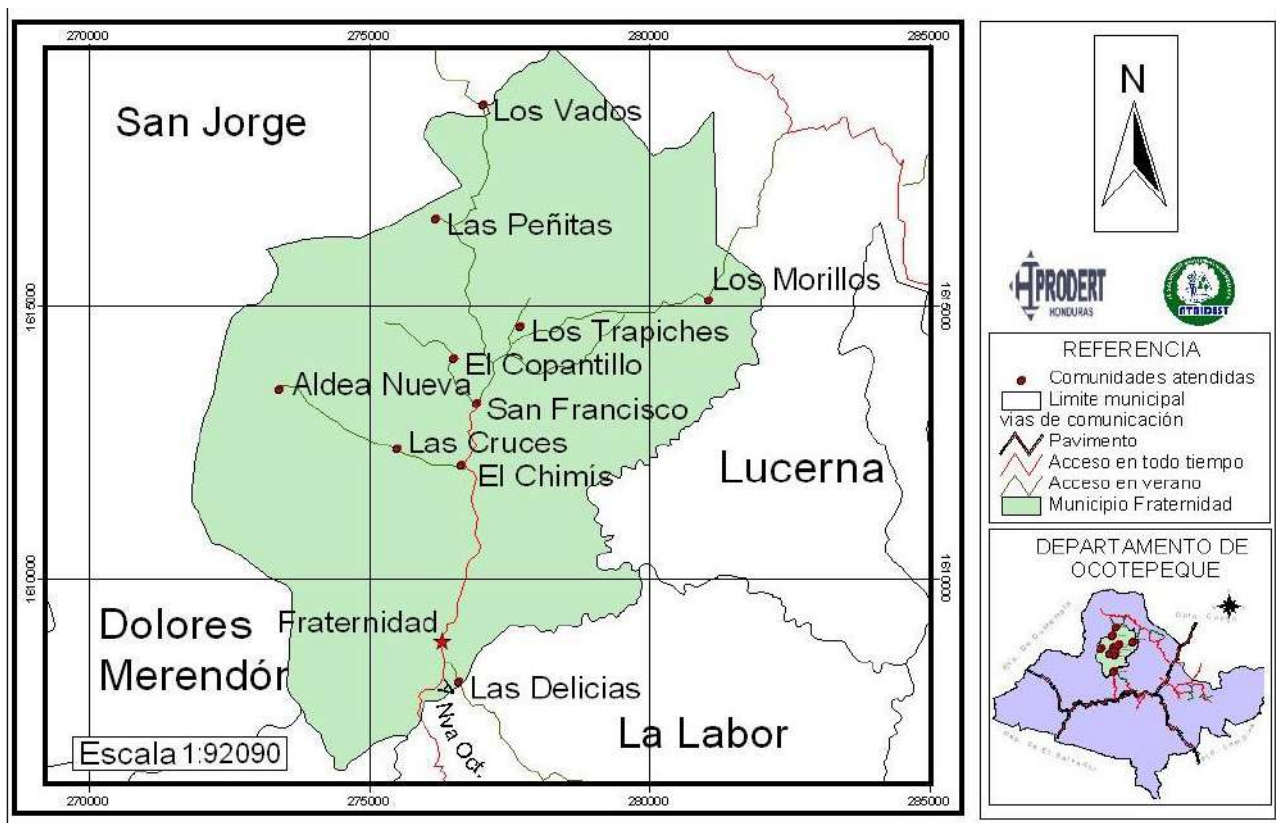 270000
275000
280000
285000
San Jorge
Los Vados
Las Peñitas
Los Morillos
1615000
1615000
Los Trapiches
El Copantillo
Aldea Nueva
San Francisco
Las Cruces
El Chimís
Lucerna
1610000
1610000
Dolores
Merendón
Fraternidad
Las Delicias
A Nva Oct.
La Labor
Escala 1:92090
270000
275000
280000
285000
N
PRODERT
HONDURAS
REFERENCIA
Comunidades atendidas
Limite municipal
vias de comunicación
Pavimento
Acceso en todo tiempo
Acceso en verano
Municipio Fraternidad
DEPARTAMENTO DE
OCOTEPEQUE